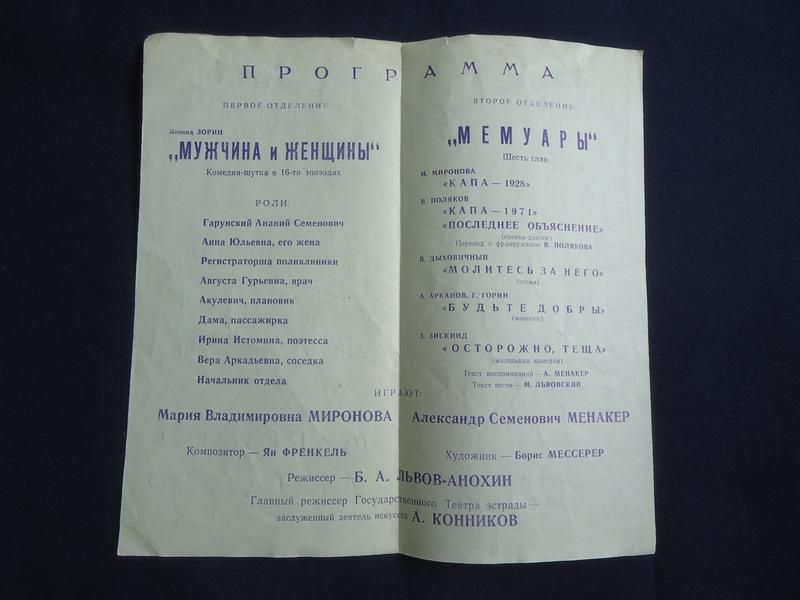 ПРОГРАММА
ПЕРВОЕ ОТДЕЛЕНИЕ
Леонид ЗОРИН
„МУЖЧИНА и ЖЕНЩИНЫ“
Комедия-шутка в 16-ти эпизодах
РОЛИ:
Гарунский Ананий Семенович
Анна Юльевна, его жена
Регистраторша поликлиники
Августа Гурьевна, врач
Акулевич, плановик
Дама, пассажирка
Ирина Истомина, поэтесса
Вера Аркадьевна, соседка
Начальник отдела
ВТОРОЕ ОТДЕЛЕНИЕ
„МЕМУАРЫ“
Шесть глав
М. МИРОНОВА
«КАПА — 1928»
В. ПОЛЯКОВ
«КАПА — 1971»
«ПОСЛЕДНЕЕ ОБЪЯСНЕНИЕ»
(сценка-диалог)
Перевод с французского В. ПОЛЯКОВА
В. ДЫХОВИЧНЫЙ
«МОЛИТЕСЬ ЗА НЕГО»
(песня)
А. АРКАНОВ, Г. ГОРИН
«БУДЬТЕ ДОБРЫ»
(монолог)
З. ЗИСКИНД
«ОСТОРОЖНО, ТЕЩА»
(маленькая комедия)
Текст воспоминаний — А. МЕНАКЕР
Текст песен — М. ЛЬВОВСКИЙ
ИГРАЮТ:
Мария Владимировна МИРОНОВА Александр Семенович МЕНАКЕР
Композитор — Ян ФРЕНКЕЛЬ Художник — Борис МЕССЕРЕР
Режиссер — Б. А. ЛЬВОВ-АНОХИН
Главный режиссер Государственного Театра эстрады —
заслуженный деятель искусств А. КОННИКОВ